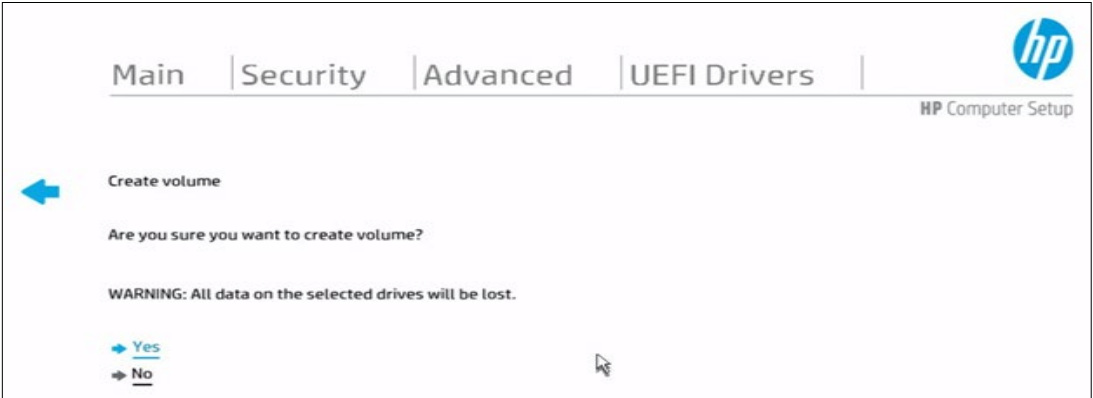 hp
Main Security Advanced UEFI Drivers
HP Computer Setup
Create volume
Are you sure you want to create volume?
WARNING: All data on the selected drives will be lost.
Yes
No